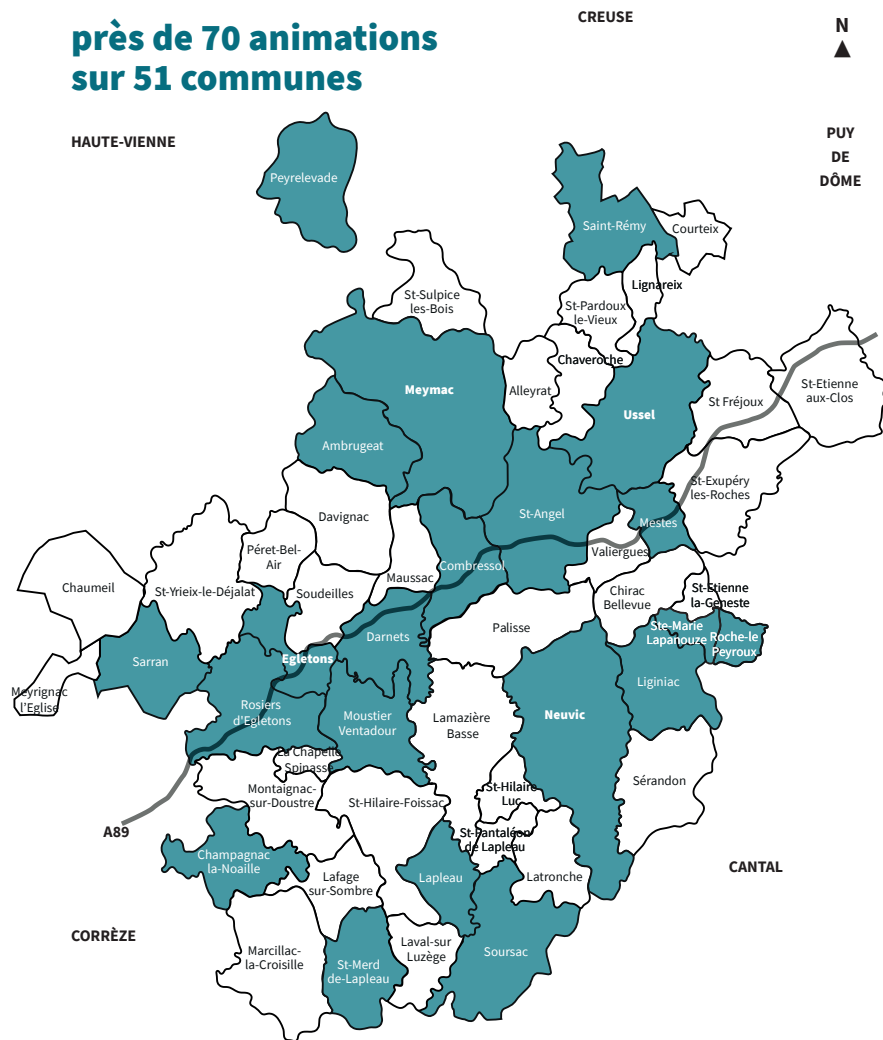 CREUSE
près de 70 animations
sur 51 communes
N
HAUTE-VIENNE
PUY
DE
DÔME
Peyrelevade
Saint-Rémy
Courteix
Lignareix
St-Sulpice
les-Bois
St-Pardoux
le-Vieux
Chaveroche
Meymac
Alleyrat
Ussel
St Fréjoux
St-Etienne
aux-Clos
Ambrugeat
St-Exupéry
les-Roches
Davignac
St-Angel
Mestes
Péret-Bel-
Air
Valiergues
Combressol
Maussac
Chaumeil
St-Yrieix-le-Déjalat
Soudeilles
Chirac
Bellevue
St-Etienne
la-Geneste
Palisse
Ste-Marie
Lapanouze
Roche-le
Peyroux
Darnets
Egletons
Sarran
Liginiac
Meyrignac
l'Eglise
Rosiers
d'Egletons
Moustier
Ventadour
Lamazière
Basse
Neuvic
La Chapelle
Spinasse
Sérandon
Montaignac
sur-Doustre
St-Hilaire-Foissac
St-Hilaire
Luc
A89
St-Pantaléon
de Lapleau
Champagnac
la-Noaille
Lafage
sur-Sombre
Lapleau
Latronche
CANTAL
CORRÈZE
Marcillac-
la-Croisille
St-Merd
de-Lapleau
Laval-sur
Luzège
Soursac